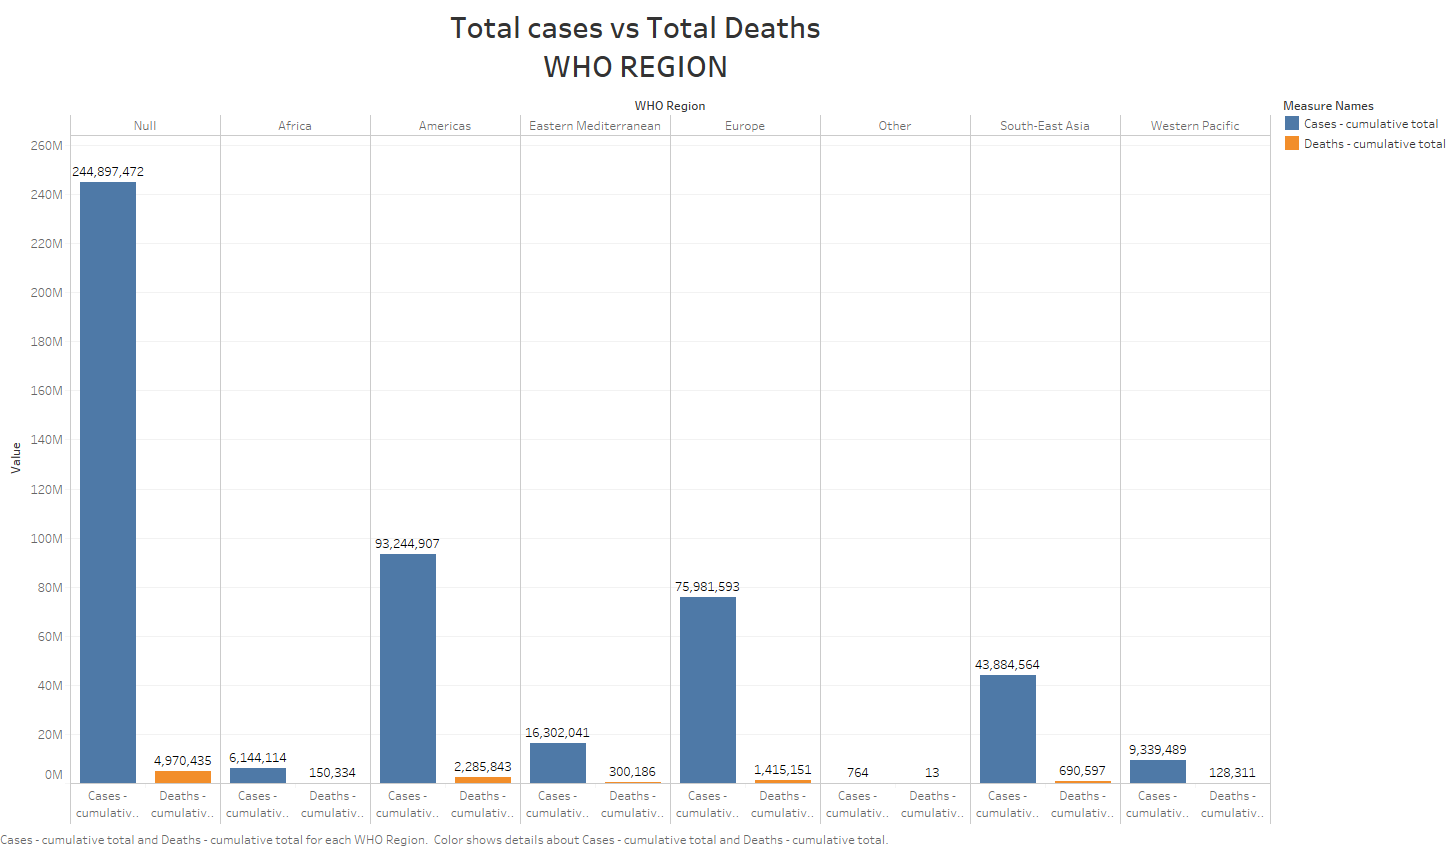 Total cases vs Total Deaths
WHO REGION
WHO Region
Null Africa Americas Eastern Mediterranean Europe Other South-East Asia Western Pacific
Measure Names
Cases - cumulative total
Deaths - cumulative total
Value
260M
240M
220M
200M
180M
160M
140M
120M
100M
80M
60M
40M
20M
0M
244,897,472
4,970,435
6,144,114
150,334
93,244,907
2,285,843
16,302,041
300,186
75,981,593
1,415,151
764
13
43,884,564
690,597
9,339,489
128,311
Cases - Deaths - Cases - Deaths - Cases - Deaths - Cases - Deaths - Cases - Deaths - Cases - Deaths - Cases - Deaths - Cases - Deaths -
cumulativ.. cumulativ.. cumulativ.. cumulativ.. cumulativ.. cumulativ.. cumulativ.. cumulativ.. cumulativ.. cumulativ.. cumulativ.. cumulativ.. cumulativ.. cumulativ.. cumulativ.. cumulativ..
Cases - cumulative total and Deaths - cumulative total for each WHO Region. Color shows details about Cases - cumulative total and Deaths - cumulative total.